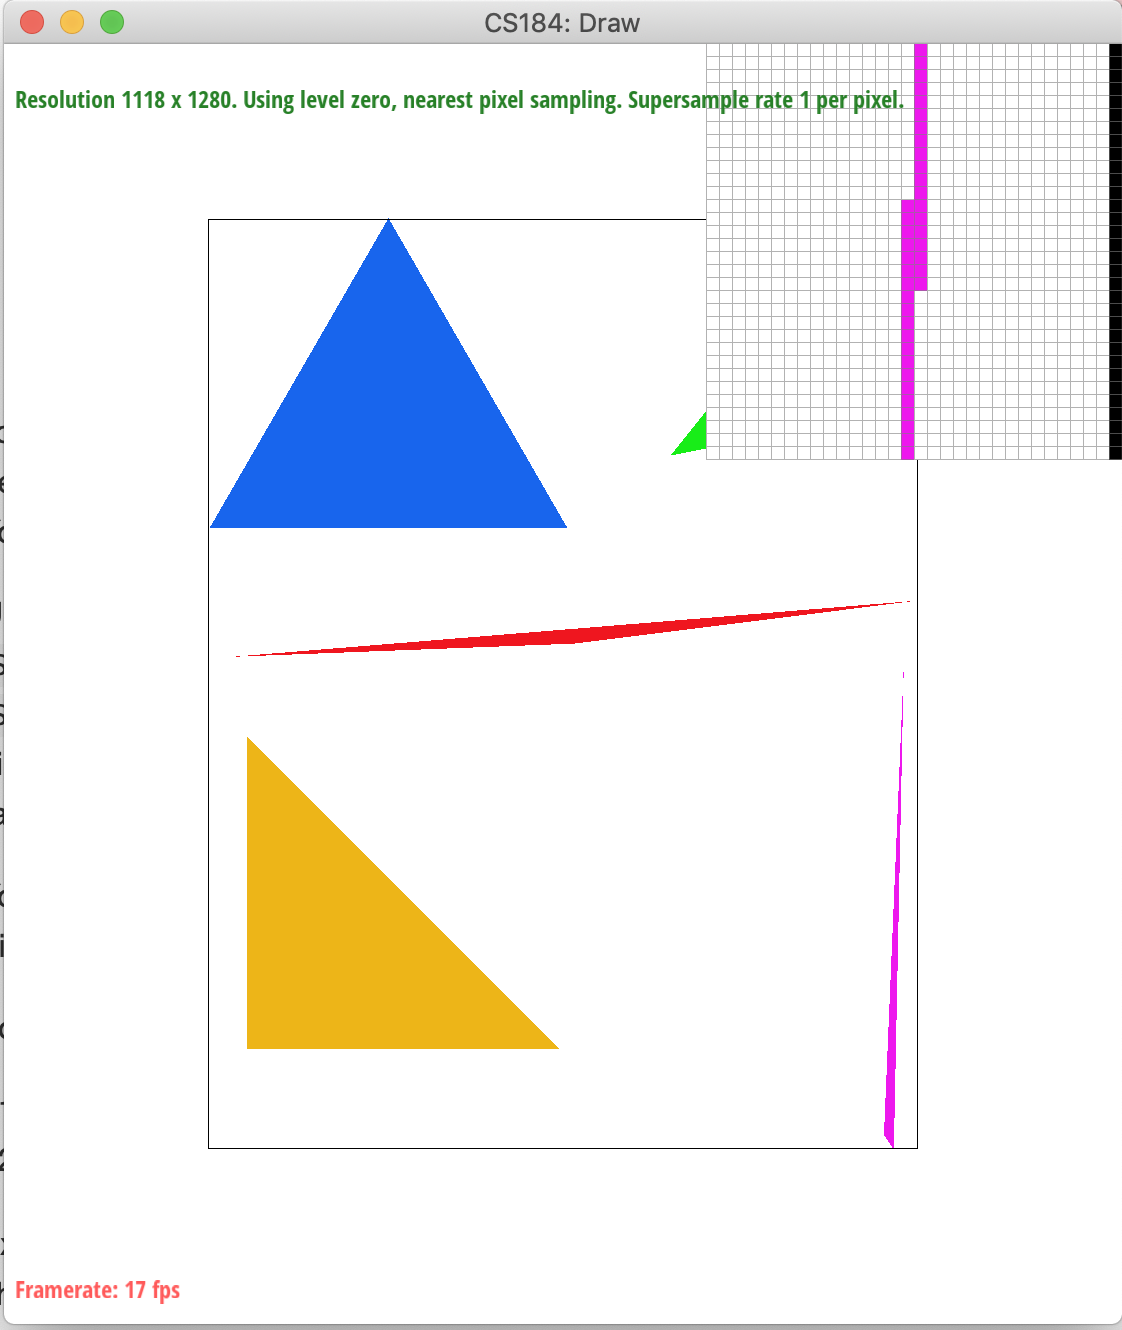 CS184: Draw
Resolution 1118 x 1280. Using level zero, nearest pixel sampling. Supersample rate 1 per pixel.
Framerate: 17 fps